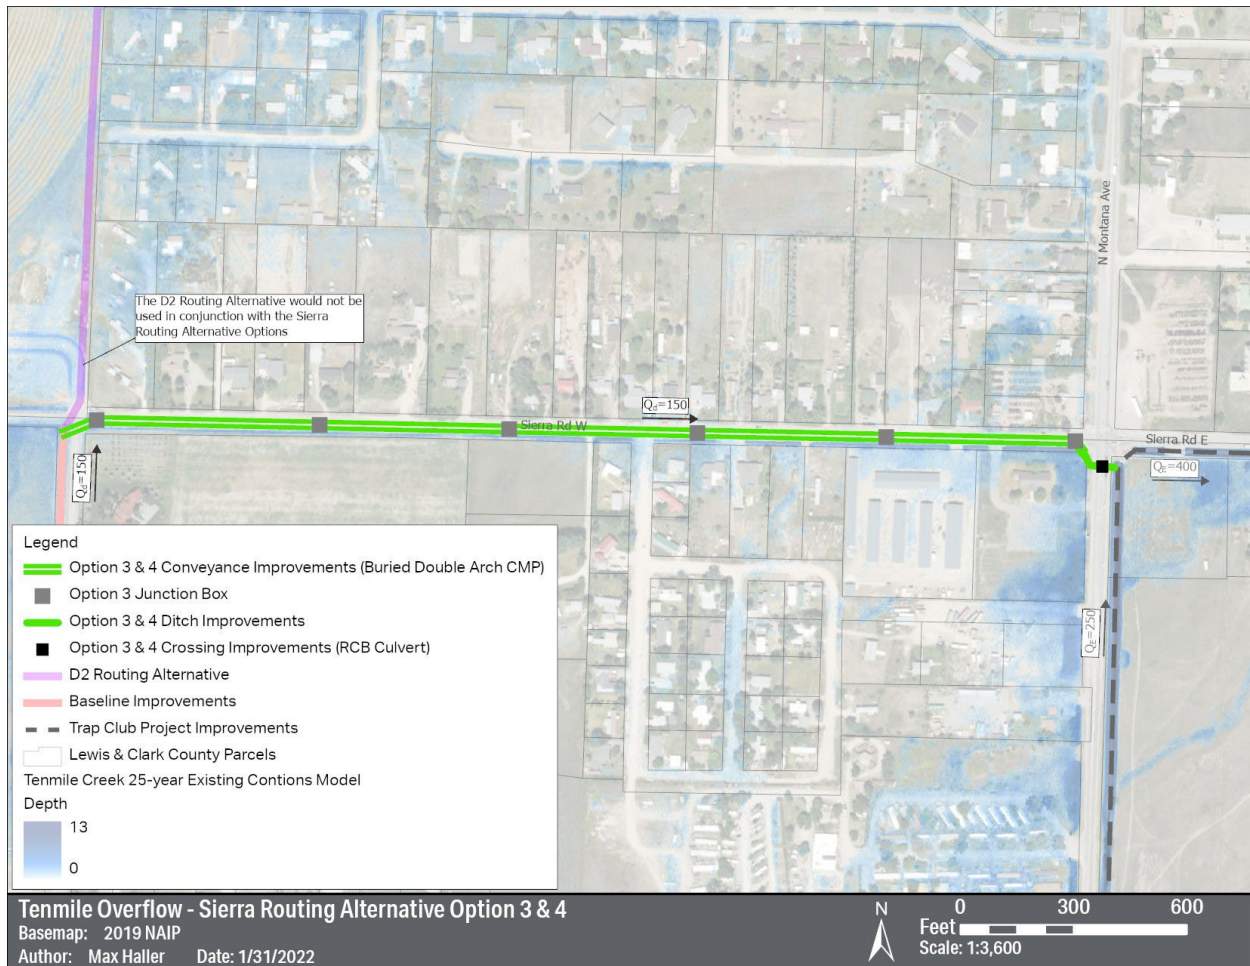 N Montana Ave
The D2 Routing Alternative would not be
used in conjunction with the Sierra
Routing Alternative Options
Qd=150
Sierra Rd W
Sierra Rd E
Qd=150
QE=400
QE=250
Legend
Option 3 & 4 Conveyance Improvements (Buried Double Arch CMP)
Option 3 Junction Box
Option 3 & 4 Ditch Improvements
Option 3 & 4 Crossing Improvements (RCB Culvert)
D2 Routing Alternative
Baseline Improvements
Trap Club Project Improvements
Lewis & Clark County Parcels
Tenmile Creek 25-year Existing Contions Model
Depth
13
0
Tenmile Overflow - Sierra Routing Alternative Option 3 & 4
Basemap: 2019 NAIP
Author: Max Haller Date: 1/31/2022
N
0 300 600
Feet
Scale: 1:3,600